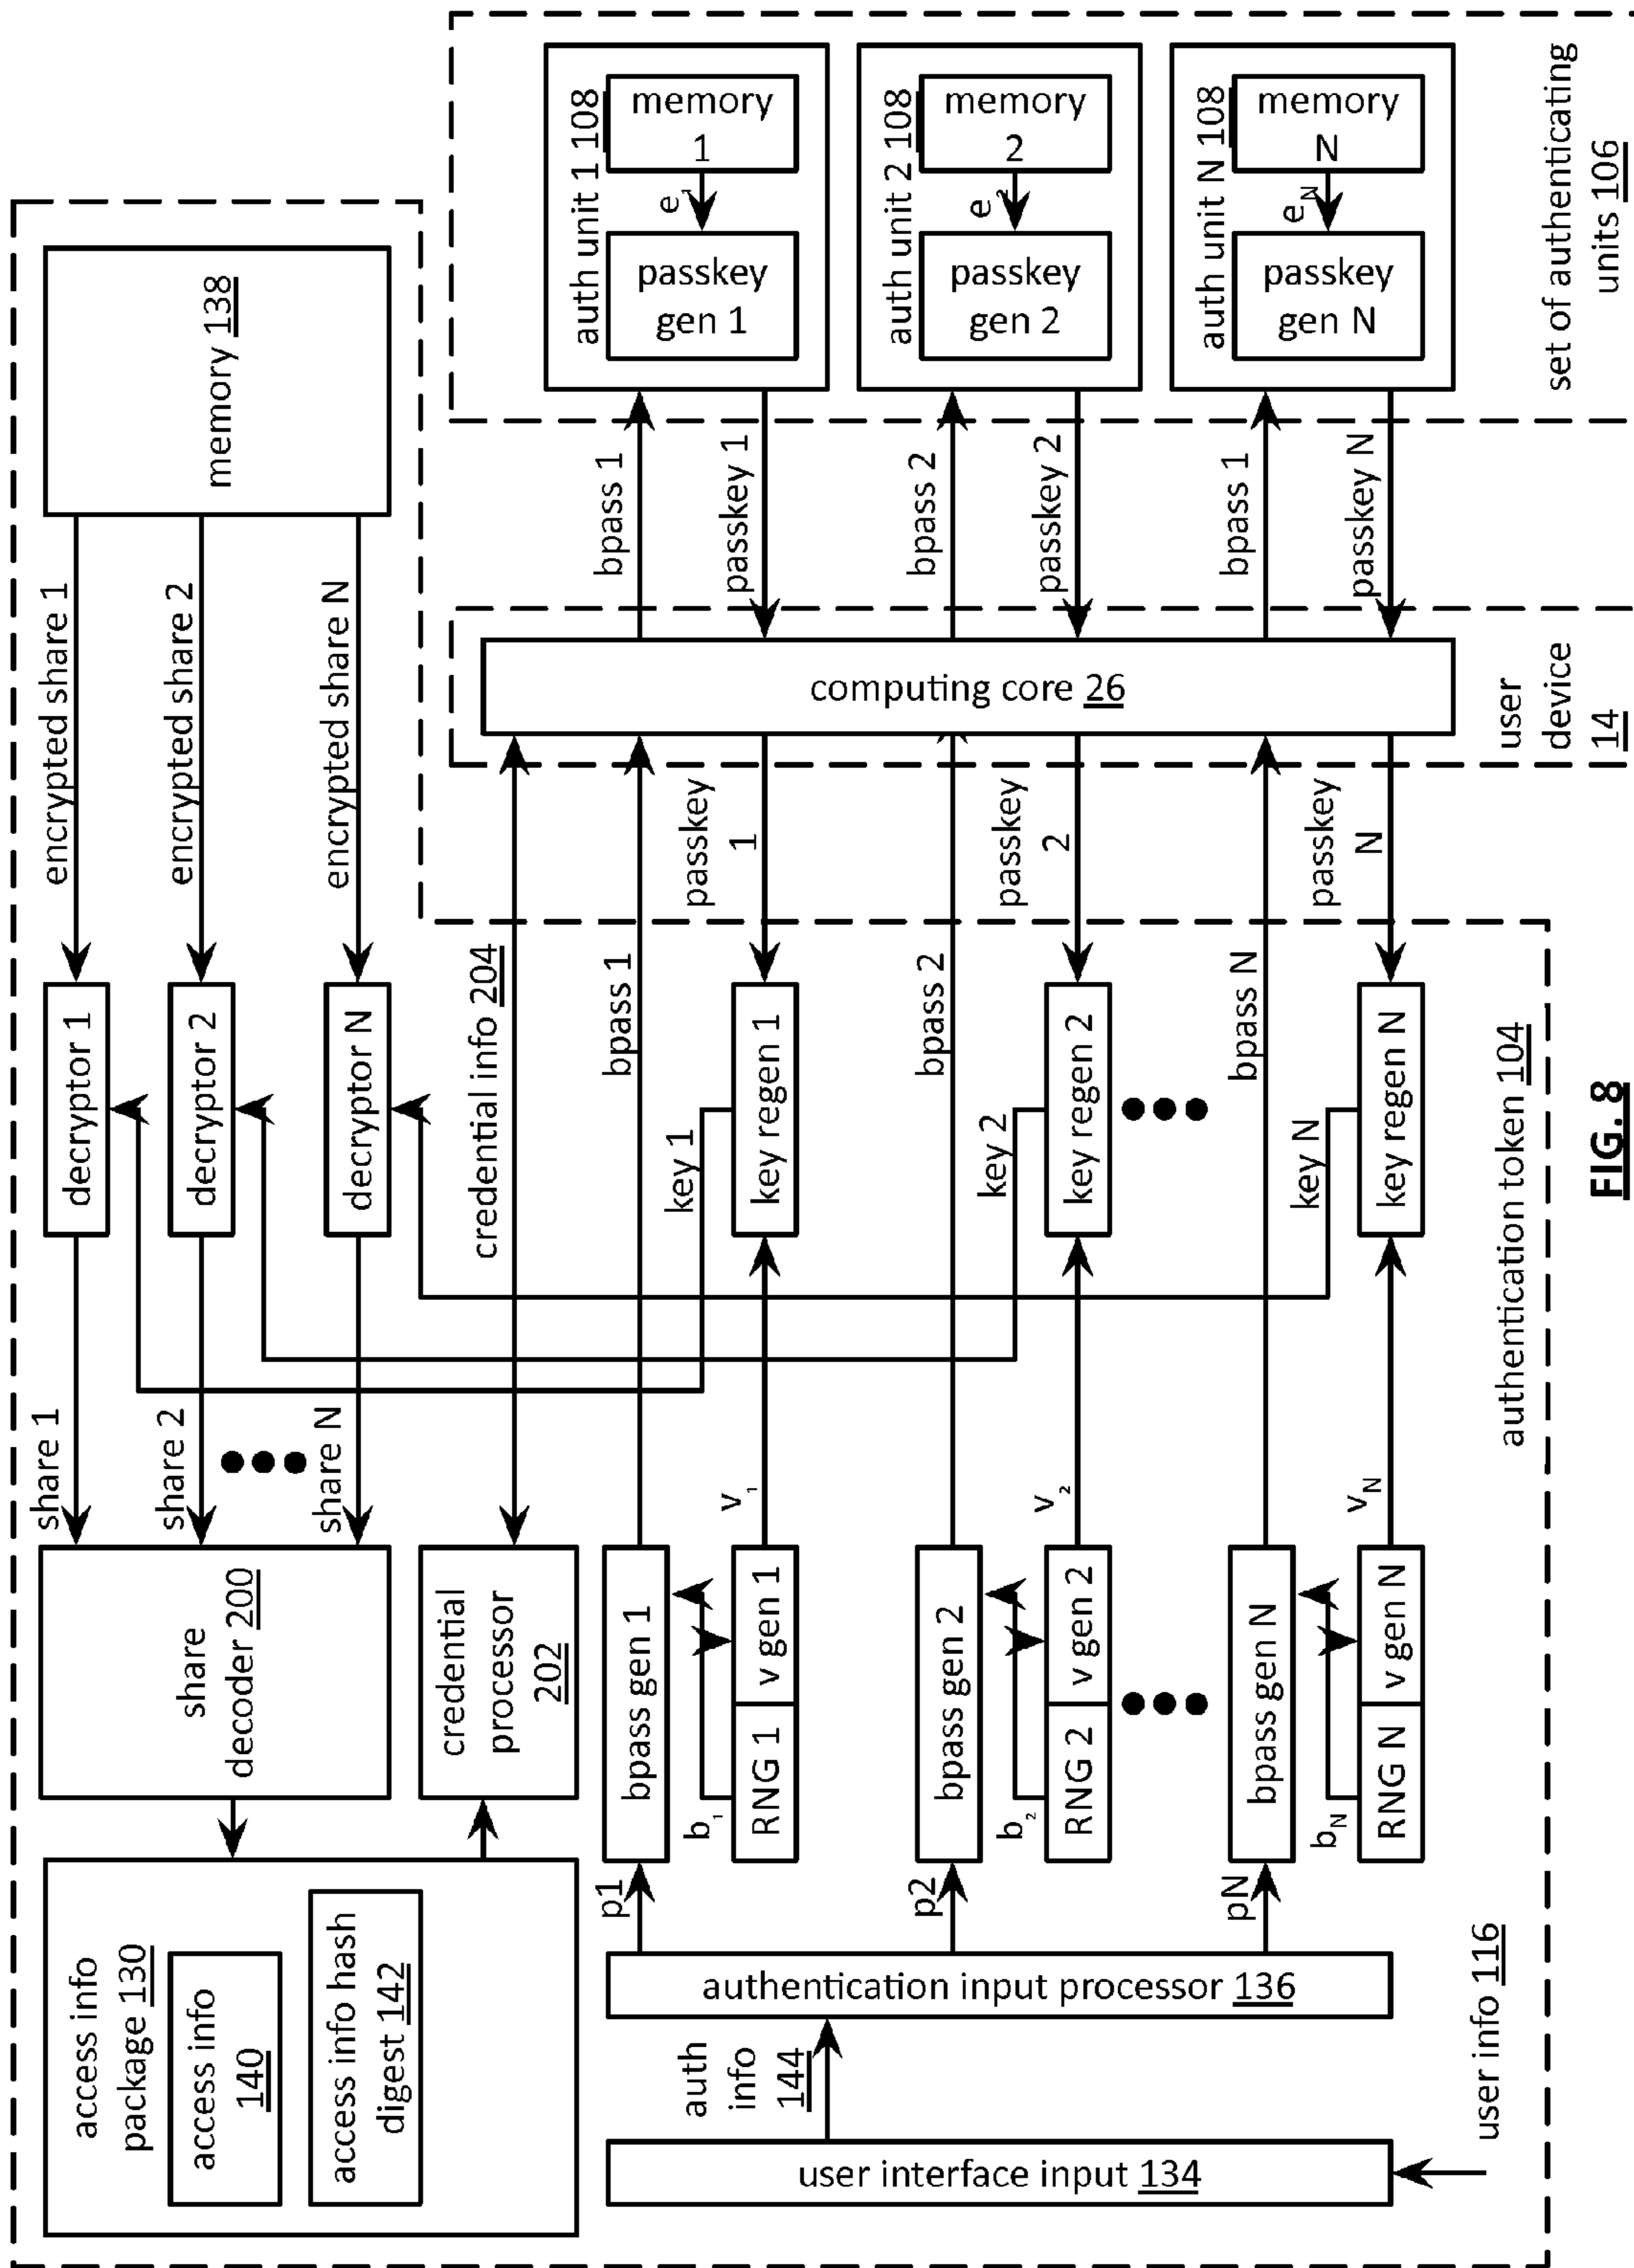 access info
package 130
access info
140
access info hash
digest 142
share
decoder 200
share 1
share 2
share N
decryptor 1
decryptor 2
decryptor N
encrypted share 1
encrypted share 2
encrypted share N
memory 138
credential
processor
202
credential info 204
user interface input 134
auth
info
144
authentication input processor 136
p1
bpass gen 1
b₁
RNG 1
v gen 1
v₁
key 1
bpass 1
key regen 1
passkey
1
bpass 1
passkey 1
auth unit 1 108
passkey
gen 1
e₁
memory
1
p2
bpass gen 2
b₂
RNG 2
v gen 2
v₂
key 2
bpass 2
key regen 2
passkey
2
bpass 2
passkey 2
auth unit 2 108
passkey
gen 2
e₂
memory
2
pN
bpass gen N
bN
RNG N
v gen N
vN
key N
bpass N
key regen N
passkey
N
bpass 1
passkey N
auth unit N 108
passkey
gen N
eN
memory
N
computing core 26
user info 116
authentication token 104
user
device
14
set of authenticating
units 106
FIG. 8